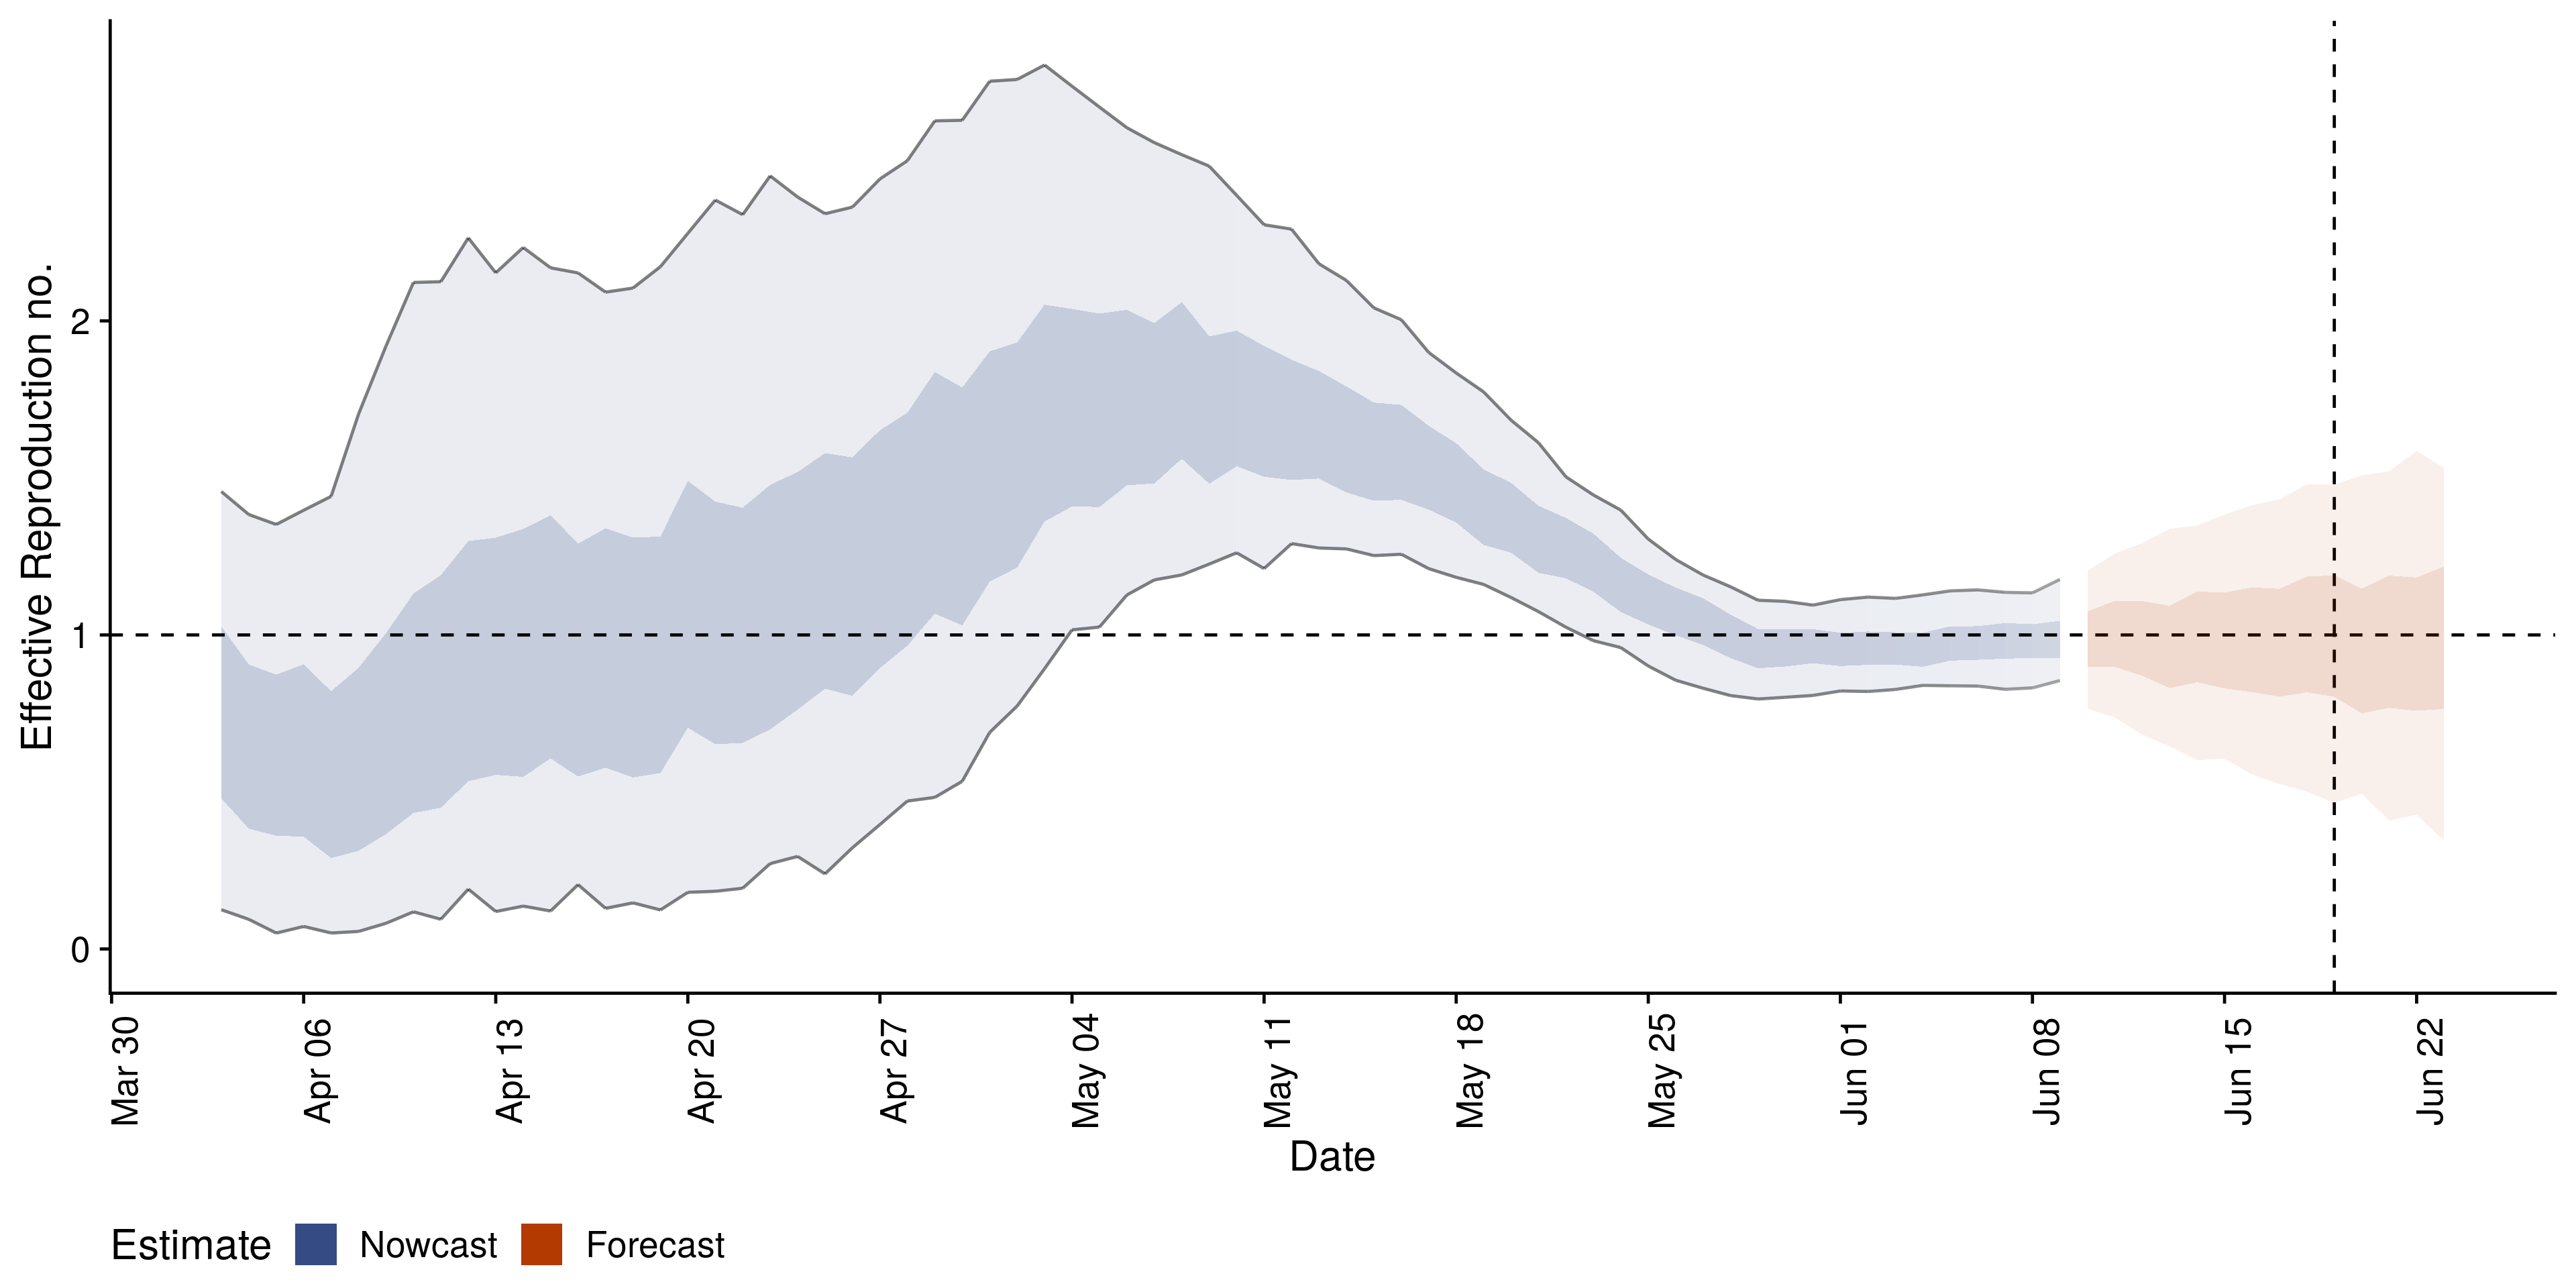 Effective Reproduction no.
2
1
0
Mar 30
Apr 06
Apr 13
Apr 20
Apr 27
May 04
May 11
May 18
May 25
Jun 01
Jun 08
Jun 15
Jun 22
Date
Estimate Nowcast Forecast